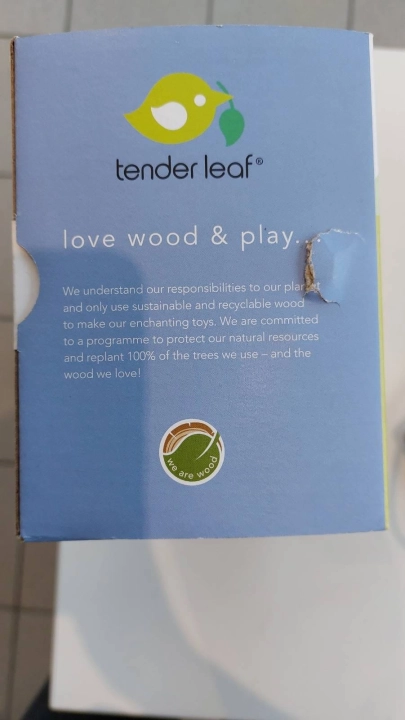 tender leaf®
love wood & play...
We understand our responsibilities to our
and only use sustainable and recyclable wood
to make our enchanting toys. We are committed
to a programme to protect our natural resources
and replant 100% of the trees we use – and the
wood we love!
we are wood